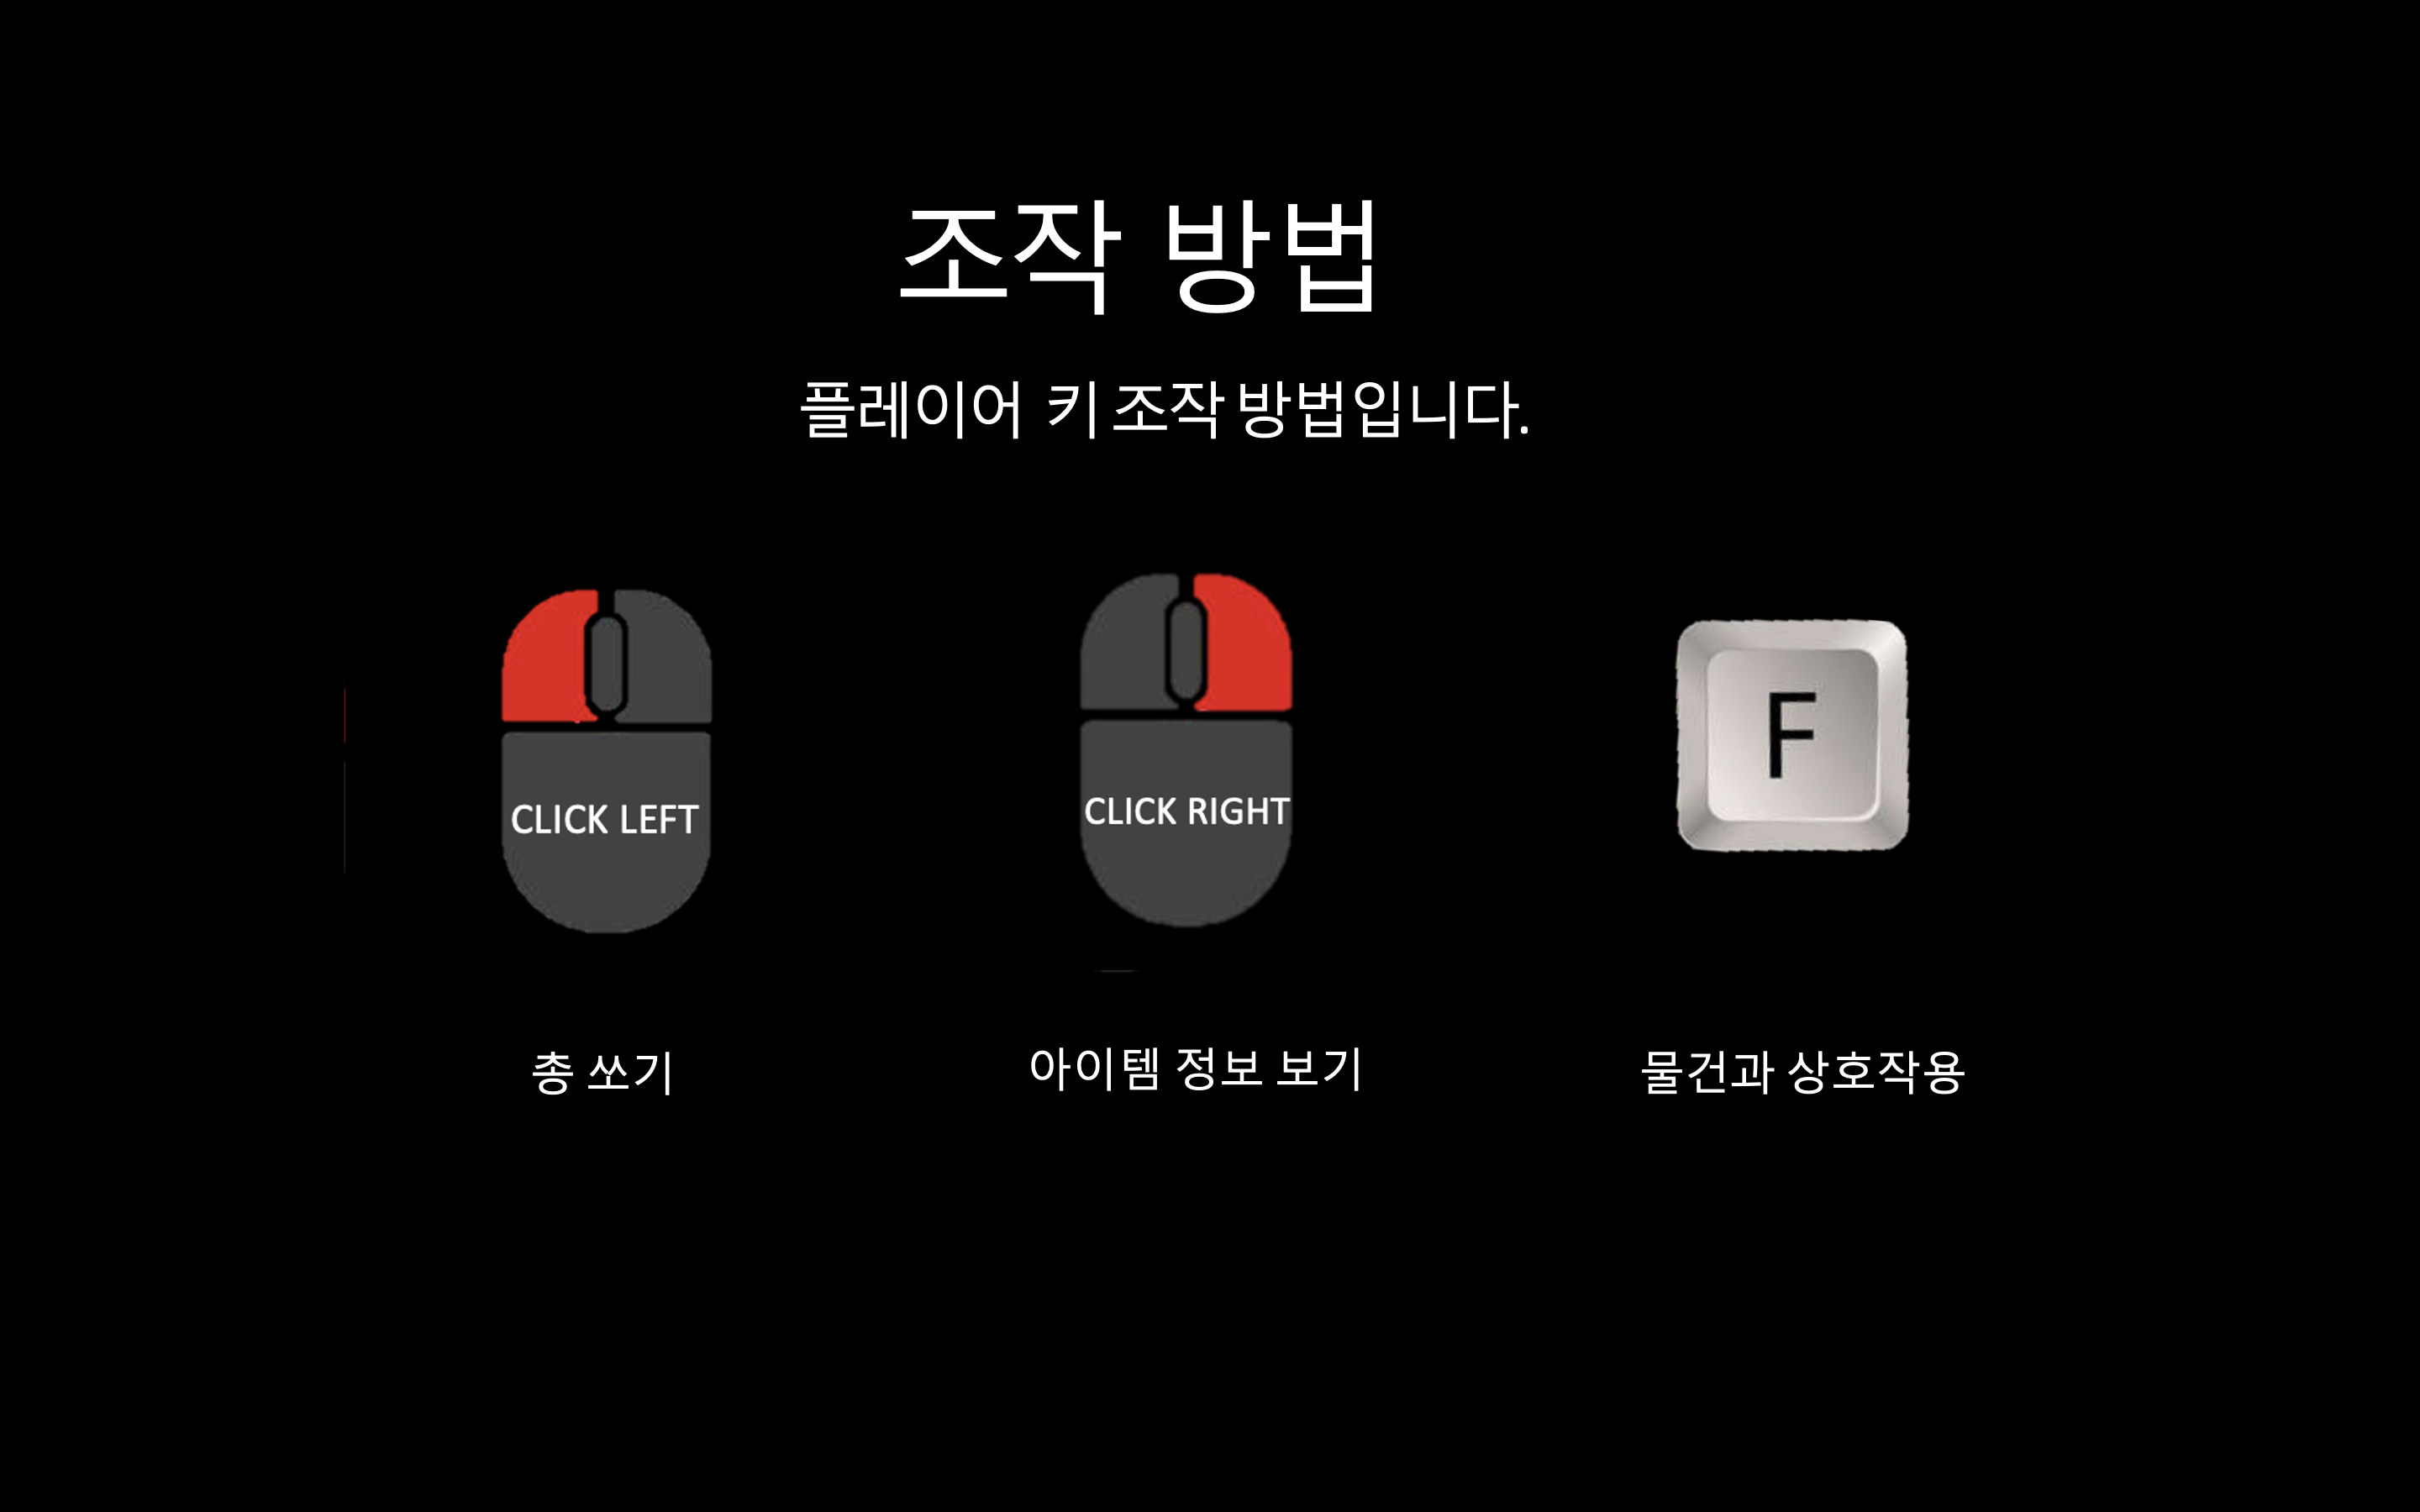 조작 방법
플레이어 키 조작 방법입니다.
CLICK LEFT
CLICK RIGHT
F
총 쏘기
아이템 정보 보기
물건과 상호작용